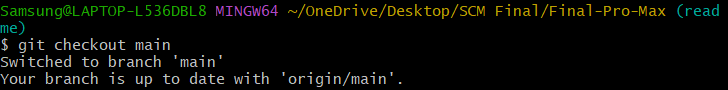 Samsung@LAPTOP-L536DBL8 MINGW64 ~/OneDrive/Desktop/SCM Final/Final-Pro-Max (read
me)
$ git checkout main
Switched to branch 'main'
Your branch is up to date with 'origin/main'.